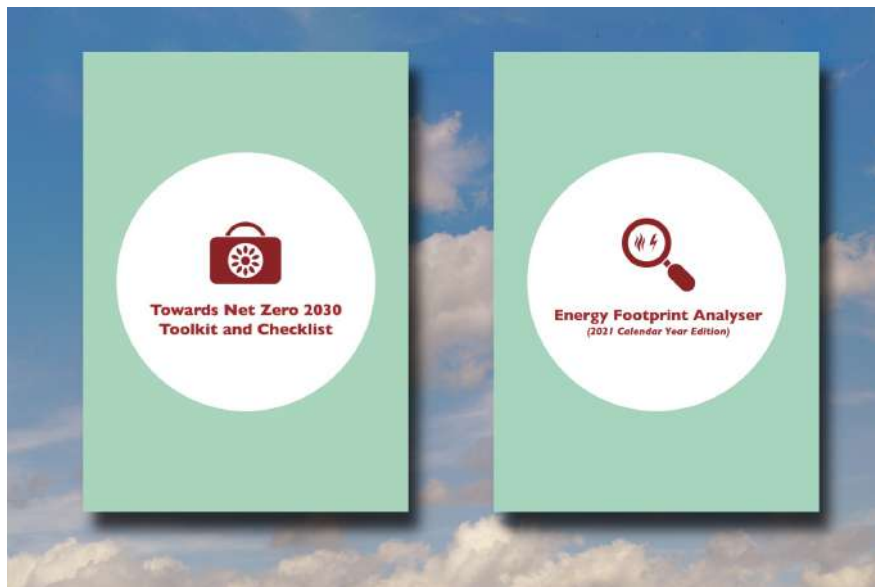 Towards Net Zero 2030
Toolkit and Checklist
Energy Footprint Analyser
(2021 Calendar Year Edition)